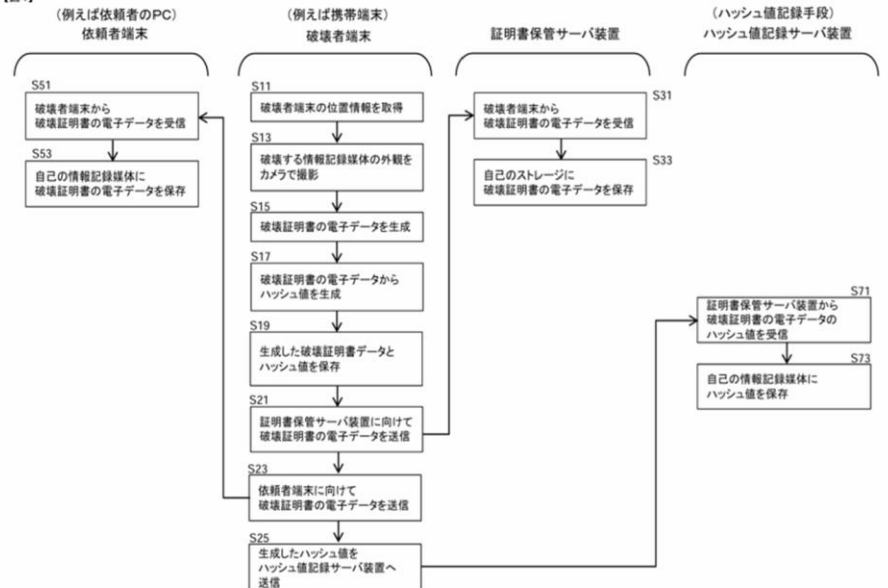 (例えば依頼者のPC)
依頼者端末
S51
破壊者端末から
破壊証明書の電子データを受信
S53
自己の情報記録媒体に
破壊証明書の電子データを保存
(例えば携帯端末)
破壊者端末
S11
破壊者端末の位置情報を取得
S13
破壊する情報記録媒体の外観を
カメラで撮影
S15
破壊証明書の電子データを生成
S17
破壊証明書の電子データから
ハッシュ値を生成
S19
生成した破壊証明書データと
ハッシュ値を保存
S21
証明書保管サーバ装置に向けて
破壊証明書の電子データを送信
S23
依頼者端末に向けて
破壊証明書の電子データを送信
S25
生成したハッシュ値を
ハッシュ値記録サーバ装置へ
送信
証明書保管サーバ装置
S31
破壊者端末から
破壊証明書の電子データを受信
S33
自己のストレージに
破壊証明書の電子データを保存
(ハッシュ値記録手段)
ハッシュ値記録サーバ装置
S71
証明書保管サーバ装置から
破壊証明書の電子データの
ハッシュ値を受信
S73
自己の情報記録媒体に
ハッシュ値を保存